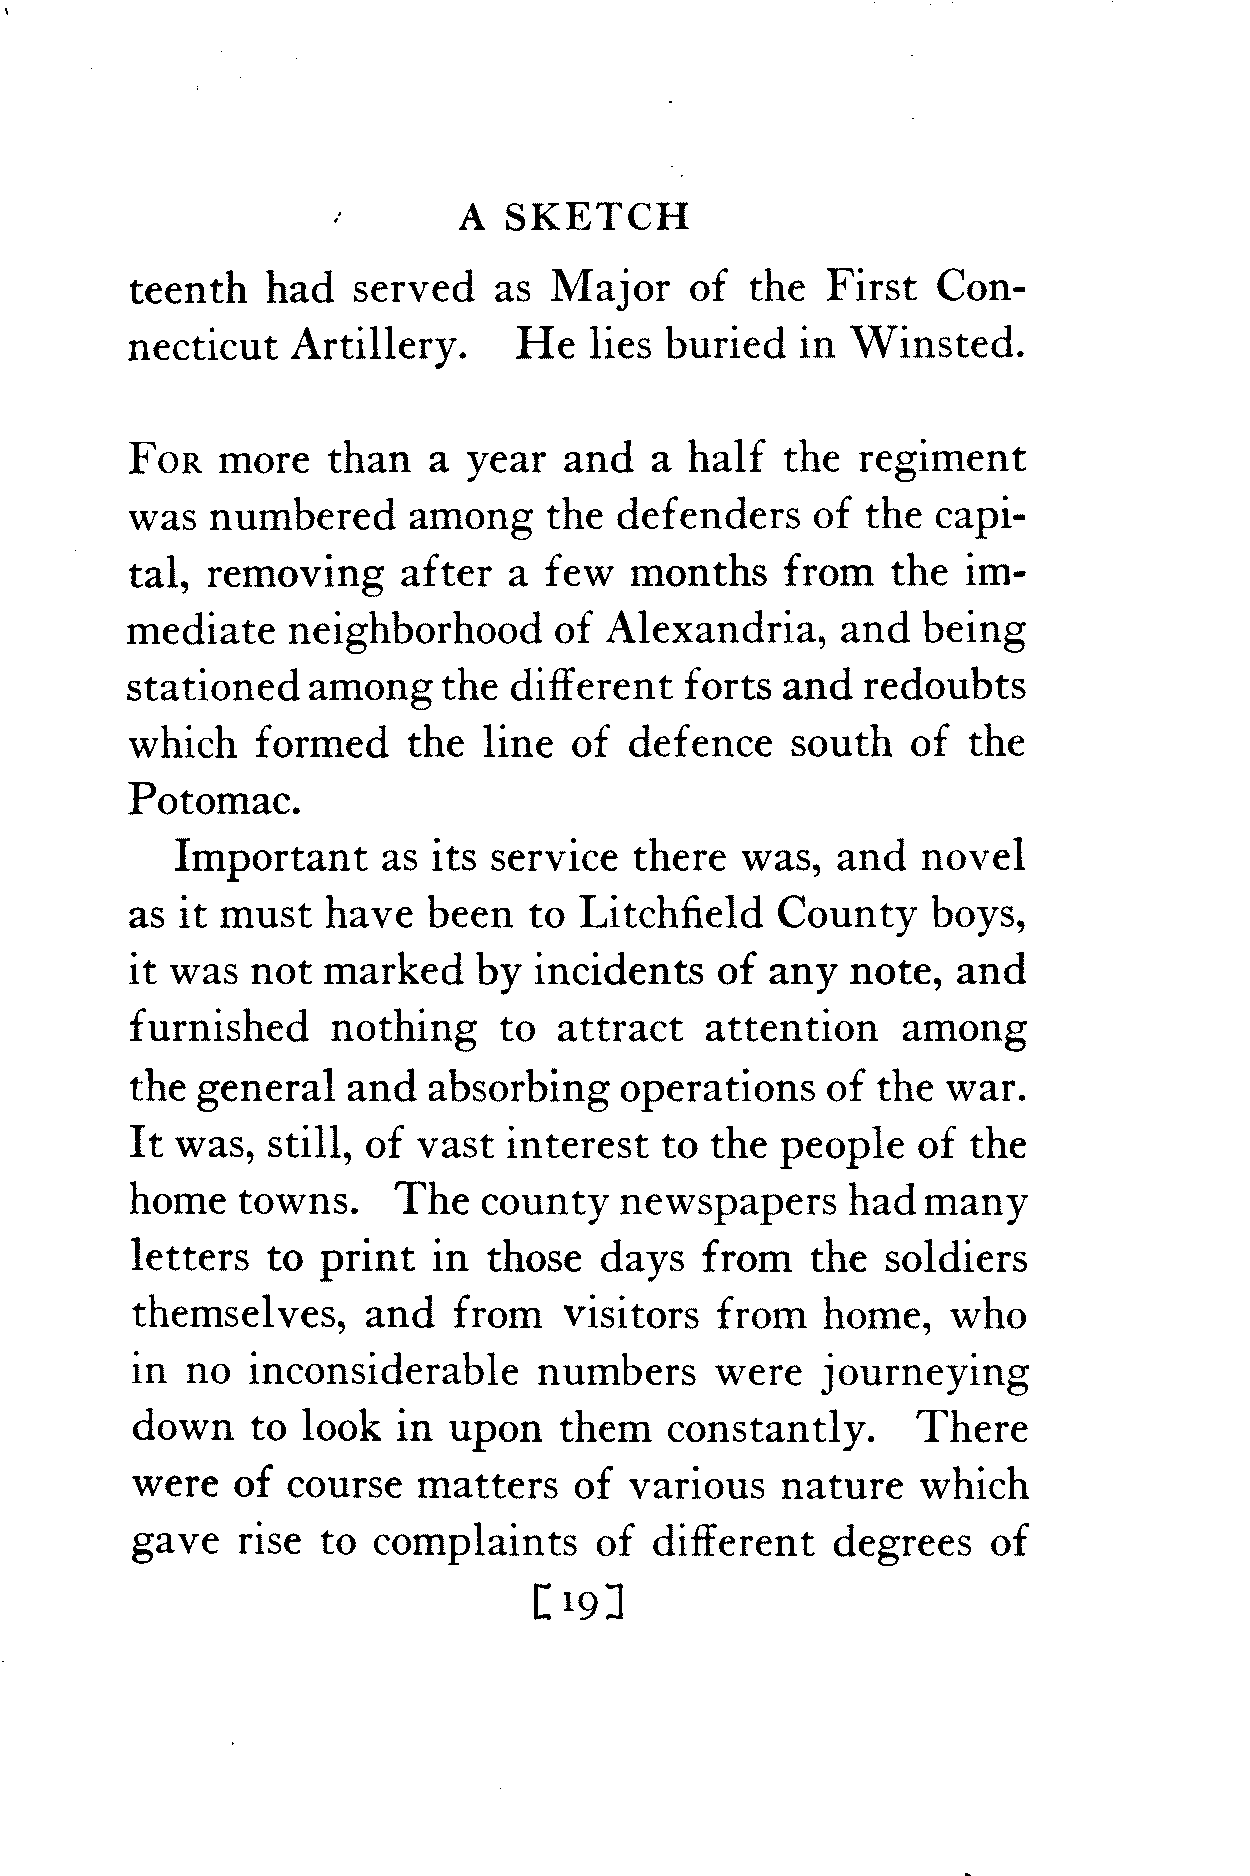 A SKETCH
teenth had served as Major of the First Con-
necticut Artillery. He lies buried in Winsted.
FOR more than a year and a half the regiment
was numbered among the defenders of the capi-
tal, removing after a few months from the im-
mediate neighborhood of Alexandria, and being
stationed among the different forts and redoubts
which formed the line of defence south of the
Potomac.
Important as its service there was, and novel
as it must have been to Litchfield County boys,
it was not marked by incidents of any note, and
furnished nothing to attract attention among
the general and absorbing operations of the war.
It was, still, of vast interest to the people of the
home towns. The county newspapers had many
letters to print in those days from the soldiers
themselves, and from visitors from home, who
in no inconsiderable numbers were journeying
down to look in upon them constantly. There
were of course matters of various nature which
gave rise to complaints of different degrees of
[19]